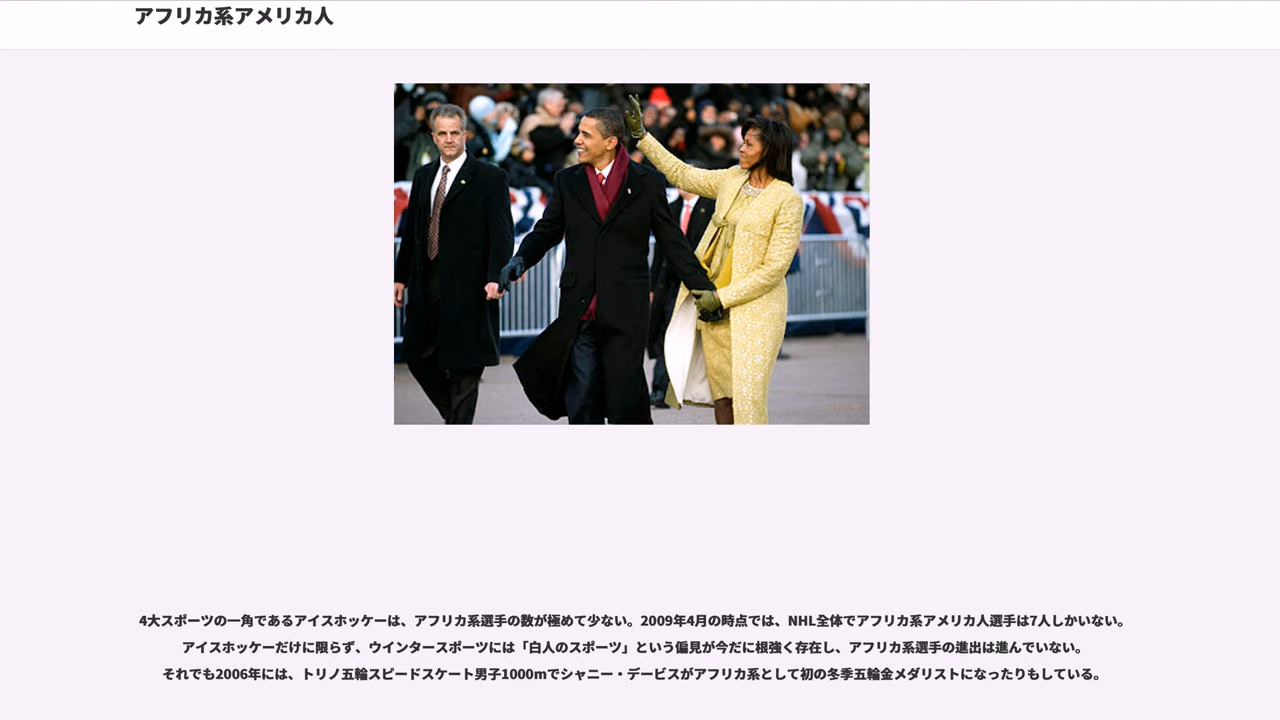 アフリカ系アメリカ人
4大スポーツの一角であるアイスホッケーは、アフリカ系選手の数が極めて少ない。2009年4月の時点では、NHL全体でアフリカ系アメリカ人選手は7人しかいない。
アイスホッケーだけに限らず、ウインタースポーツには「白人のスポーツ」という偏見が今だに根強く存在し、アフリカ系選手の進出は進んでいない。
それでも2006年には、トリノ五輪スピードスケート男子1000mでシャニー・デービスがアフリカ系として初の冬季五輪金メダリストになったりもしている。